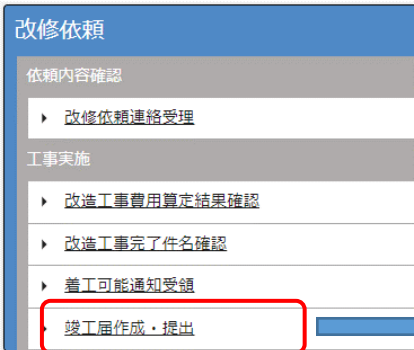 改修依頼
依頼内容確認
改修依頼連絡受理
工事実施
改造工事費用算定結果確認
改造工事完了件名確認
着工可能通知受領
竣工届作成・提出